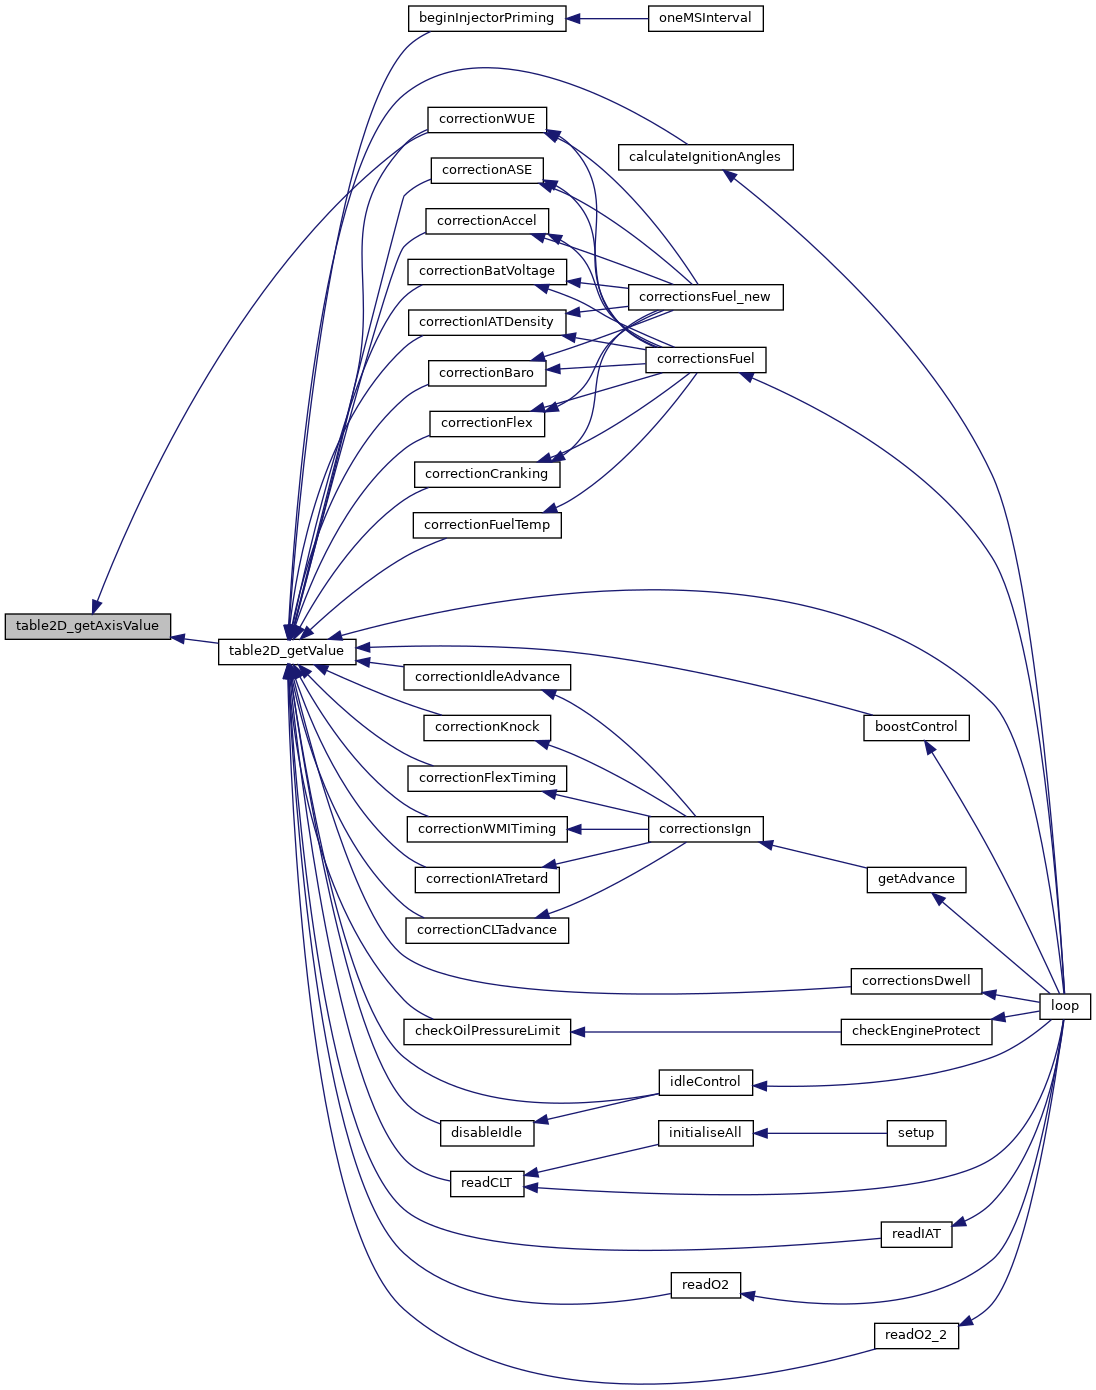 beginInjectorPriming
oneMSInterval
correctionWUE
calculateIgnitionAngles
correctionASE
correctionAccel
correctionBatVoltage
correctionsFuel_new
correctionIATDensity
correctionsFuel
correctionBaro
correctionFlex
correctionCranking
correctionFuelTemp
table2D_getAxisValue
table2D_getValue
correctionIdleAdvance
correctionKnock
boostControl
correctionFlexTiming
correctionWMITiming
correctionsIgn
correctionIATretard
getAdvance
correctionCLTadvance
correctionsDwell
loop
checkOilPressureLimit
checkEngineProtect
idleControl
disableIdle
initialiseAll
setup
readCLT
readIAT
readO2
readO2_2